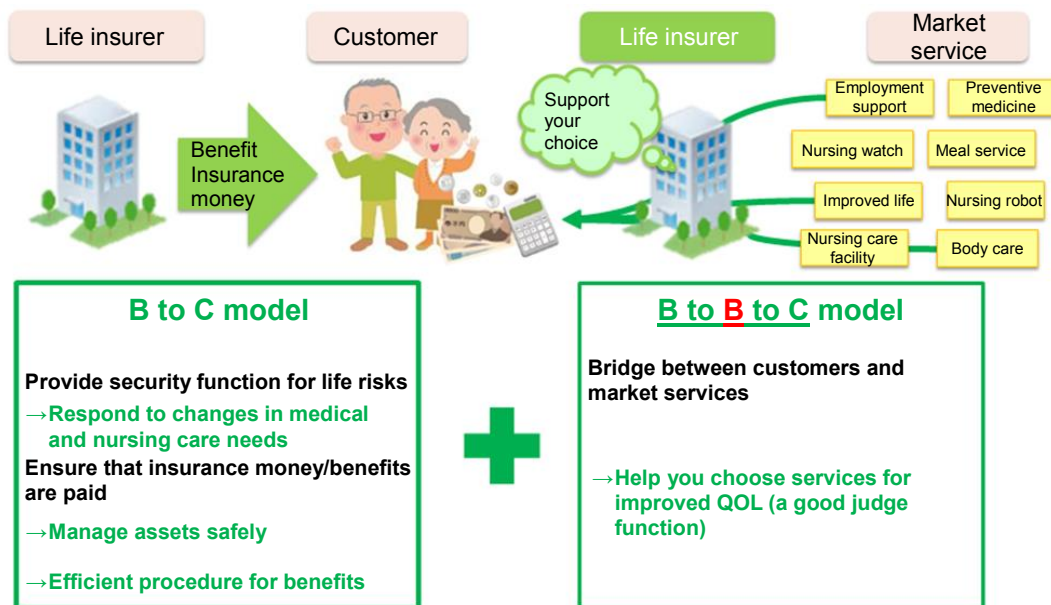 Life insurer
Customer
Life insurer
Market
service
Benefit
Insurance
money
Support
your
choice
Employment
support
Preventive
medicine
Nursing watch
Meal service
Improved life
Nursing robot
Nursing care
facility
Body care
B to C model
Provide security function for life risks
→Respond to changes in medical
and nursing care needs
Ensure that insurance money/benefits
are paid
→Manage assets safely
→Efficient procedure for benefits
B to B to C model
Bridge between customers and
market services
→Help you choose services for
improved QOL (a good judge
function)